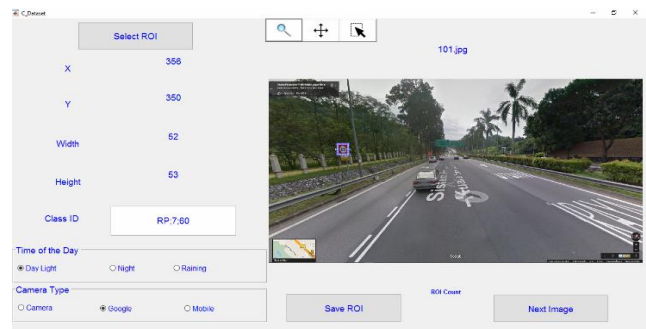 C_Dataset
Select ROI
101.jpg
X 356
Y 350
Width 52
Height 53
Class ID RP;7;60
Time of the Day
Day Light Night Raining
Camera Type
Camera Google Mobile
ROI Count
Save ROI
Next Image